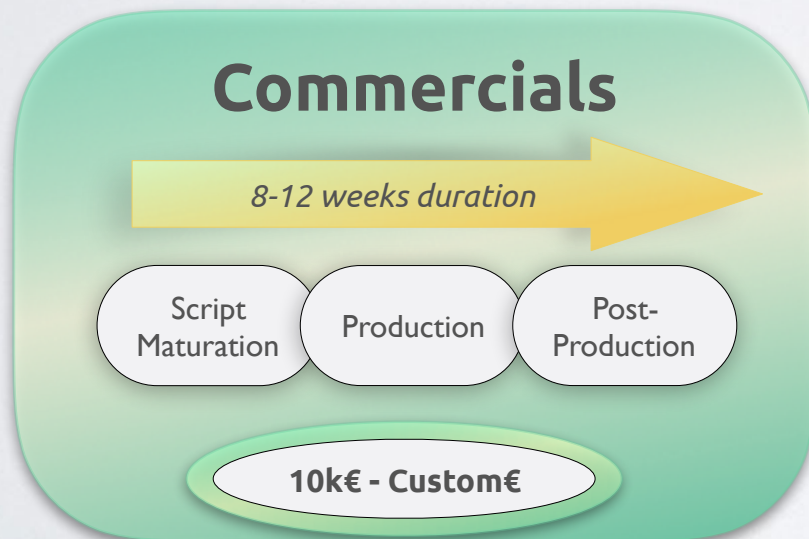 Commercials
8-12 weeks duration
Script
Maturation
Production
Post-
Production
10k€ - Custom€